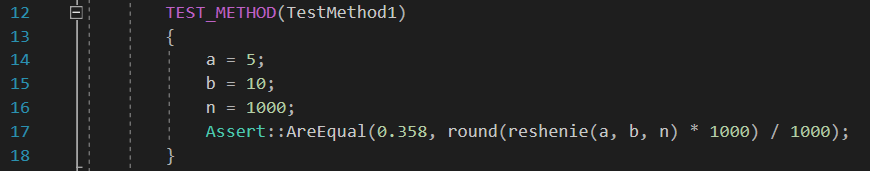 12 TEST_METHOD(TestMethod1)
13 {
14 a = 5;
15 b = 10;
16 n = 1000;
17 Assert::AreEqual(0.358, round(reshenie(a, b, n) * 1000) / 1000);
18 }